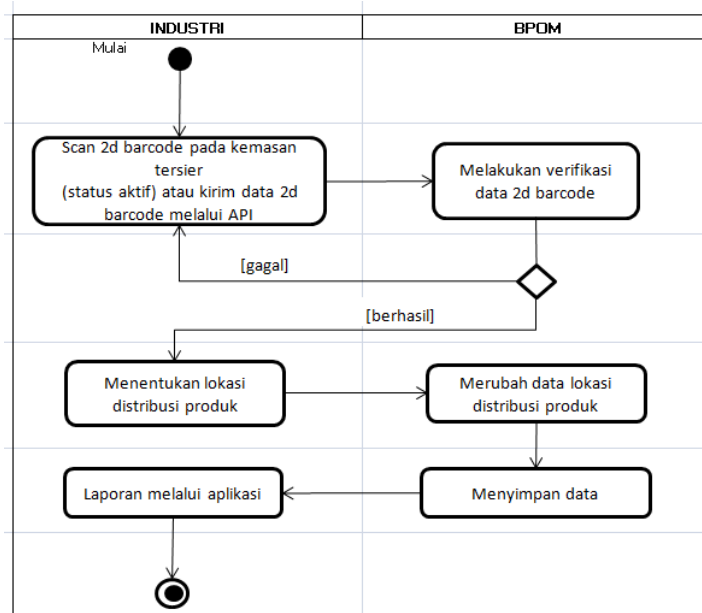 INDUSTRI
BPOM
Mulai
Scan 2d barcode pada kemasan
tersier
(status aktif) atau kirim data 2d
barcode melalui API
Melakukan verifikasi
data 2d barcode
[gagal]
[berhasil]
Menentukan lokasi
distribusi produk
Merubah data lokasi
distribusi produk
Laporan melalui aplikasi
Menyimpan data